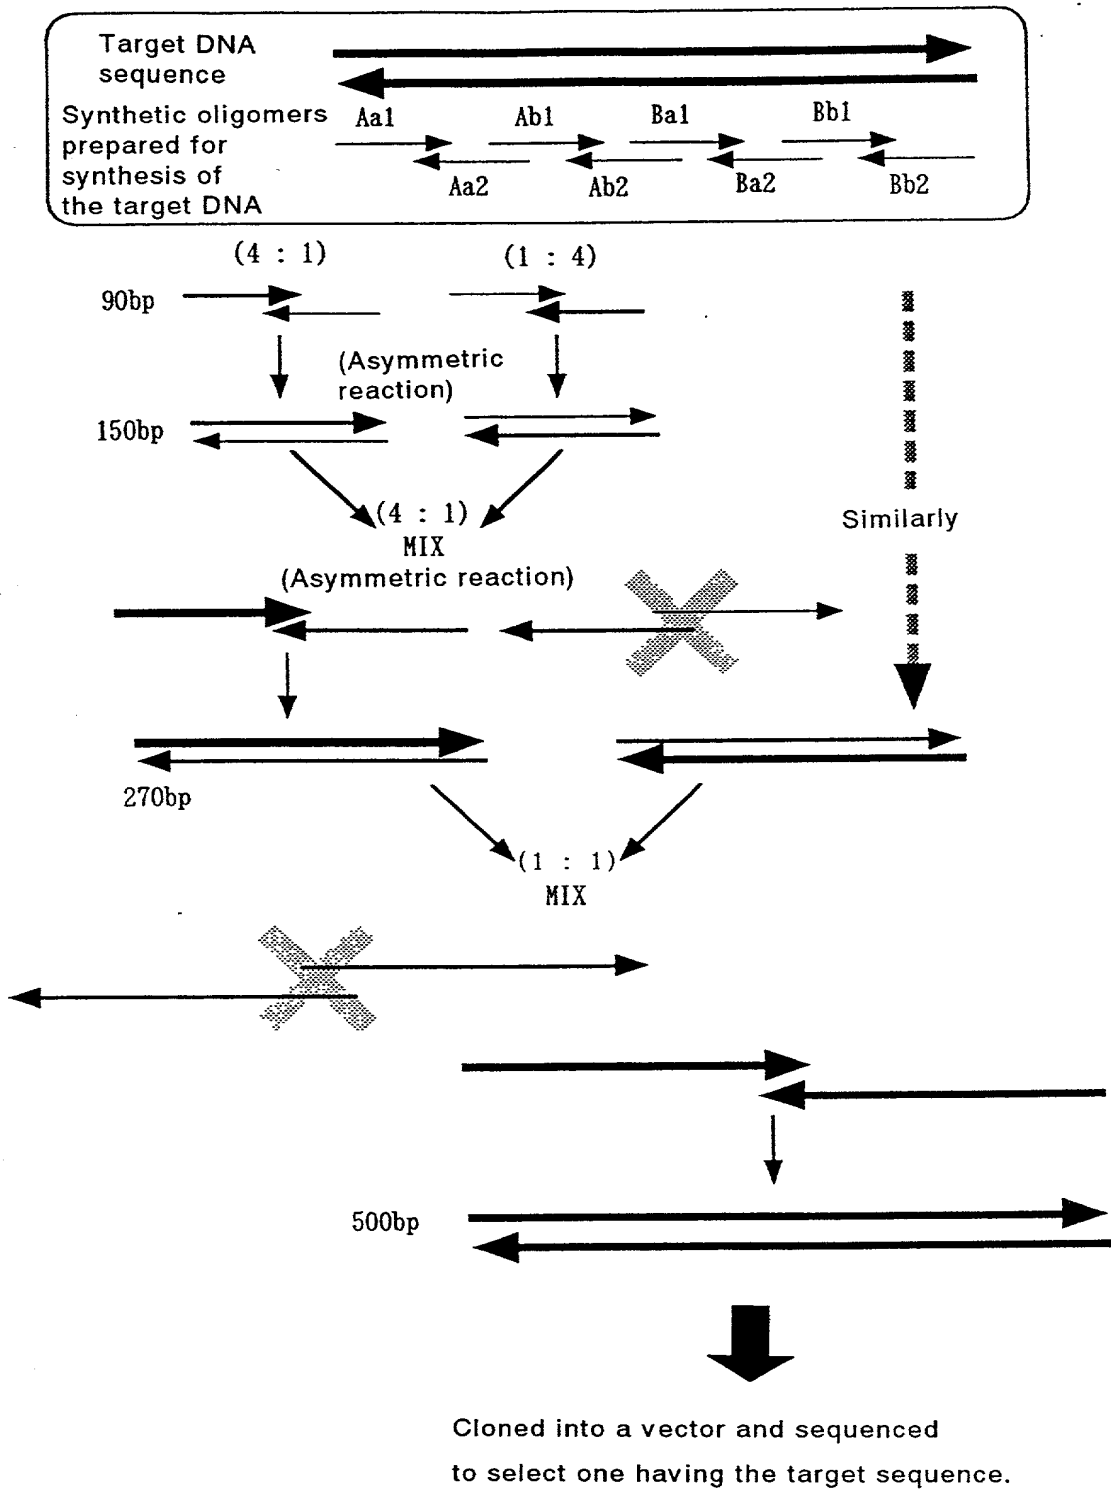 Target DNA
sequence
Synthetic oligomers
prepared for
synthesis of
the target DNA
Aa1
Ab1
Ba1
Bb1
Aa2
Ab2
Ba2
Bb2
(4 : 1)
(1 : 4)
90bp
(Asymmetric
reaction)
150bp
(4 : 1)
MIX
Similarly
(Asymmetric reaction)
270bp
(1 : 1)
MIX
500bp
Cloned into a vector and sequenced
to select one having the target sequence.